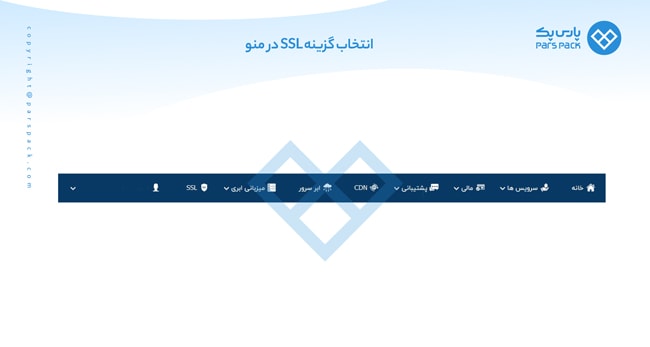 پارس پک
PARS PACK
انتخاب گزینه SSL در منو
copyright@parspack.com
خانه سرویس ها مالی پشتیبانی CDN ابر سرور میزبانی ابری SSL